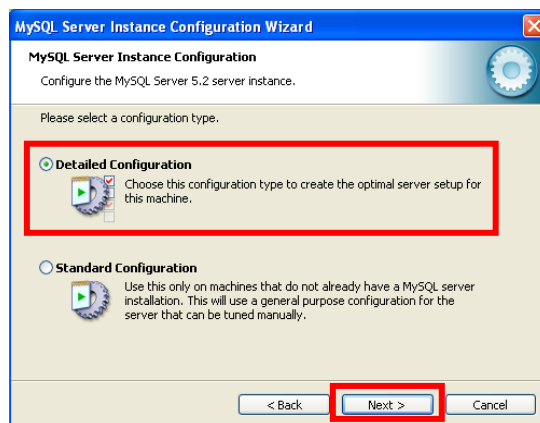 MySQL Server Instance Configuration Wizard
MySQL Server Instance Configuration
Configure the MySQL Server 5.2 server instance.
Please select a configuration type.
Detailed Configuration
Choose this configuration type to create the optimal server setup for
this machine.
Standard Configuration
Use this only on machines that do not already have a MySQL server
installation. This will use a general purpose configuration for the
server that can be tuned manually.
< Back Next > Cancel